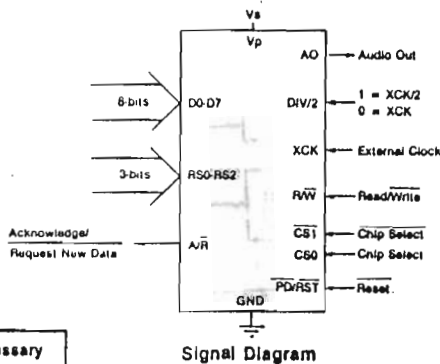 Vs
Vp
AO
Audio Out
8-bits
D0-D7
DIV/2
1 = XCK/2
0 = XCK
XCK
External Clock
3-bits
RS0-RS2
R/W
Read/Write
Acknowledge/
Request New Data
A/R
CS1
Chip Select
CS0
Chip Select
PD/RST
Reset
GND
Signal Diagram
ssary